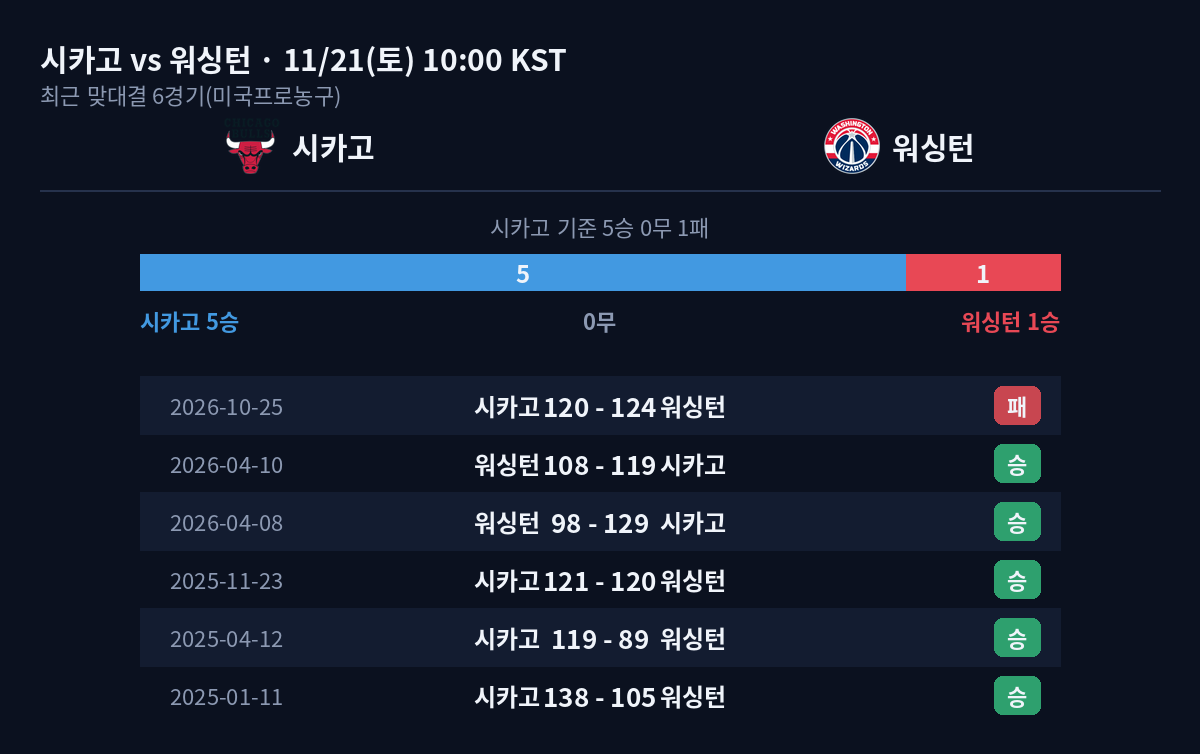 시카고 vs 워싱턴 · 11/21(토) 10:00 KST
최근 맞대결 6경기(미국프로농구)
CHICAGO
시카고
WASHINGTON
WIZARDS
워싱턴
시카고 기준 5승 0무 1패
5 1
시카고 5승 0무 워싱턴 1승
2026-10-25 시카고 120 - 124 워싱턴 패
2026-04-10 워싱턴 108 - 119 시카고 승
2026-04-08 워싱턴 98 - 129 시카고 승
2025-11-23 시카고 121 - 120 워싱턴 승
2025-04-12 시카고 119 - 89 워싱턴 승
2025-01-11 시카고 138 - 105 워싱턴 승